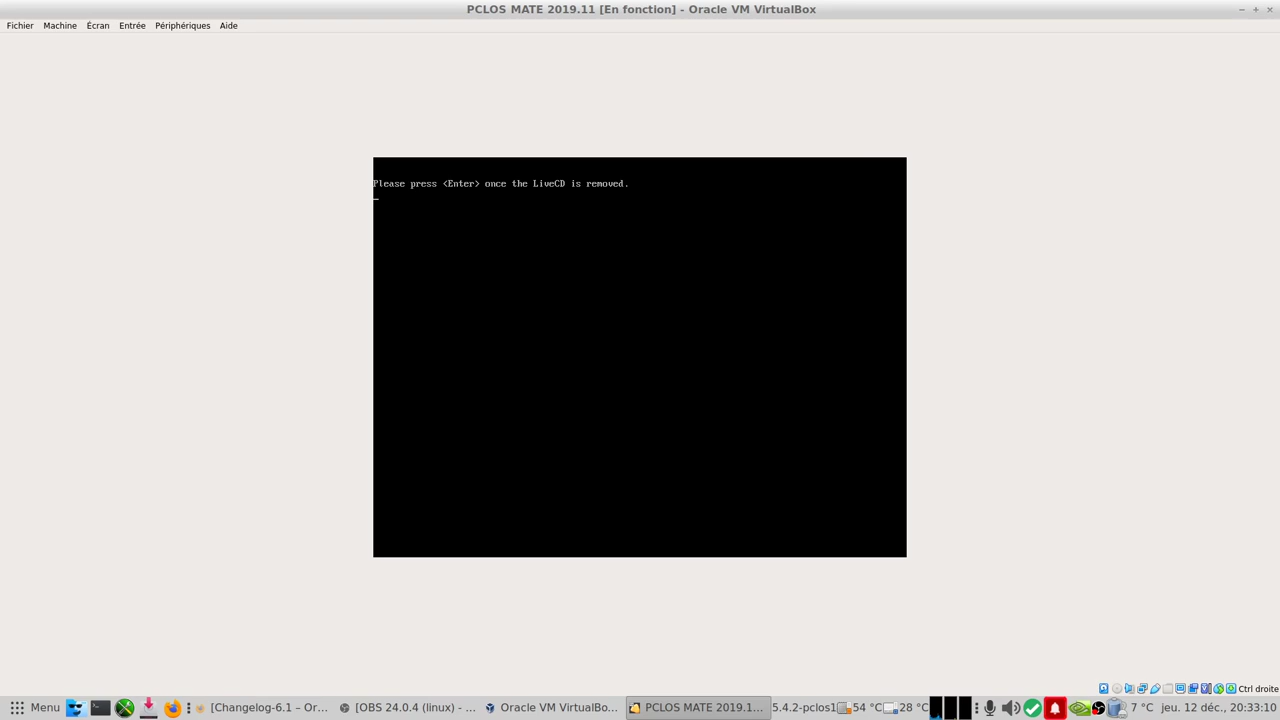 PCLOS MATE 2019.11 [En fonction] - Oracle VM VirtualBox
Fichier Machine Écran Entrée Périphériques Aide
Please press <Enter> once the LiveCD is removed.
Ctrl droite
Menu [Changelog-6.1 – Or... [OBS 24.0.4 (linux) - ... Oracle VM VirtualBo... PCLOS MATE 2019.1... 5.4.2-pclos1 54 °C 28 °C 7 °C jeu. 12 déc., 20:33:10